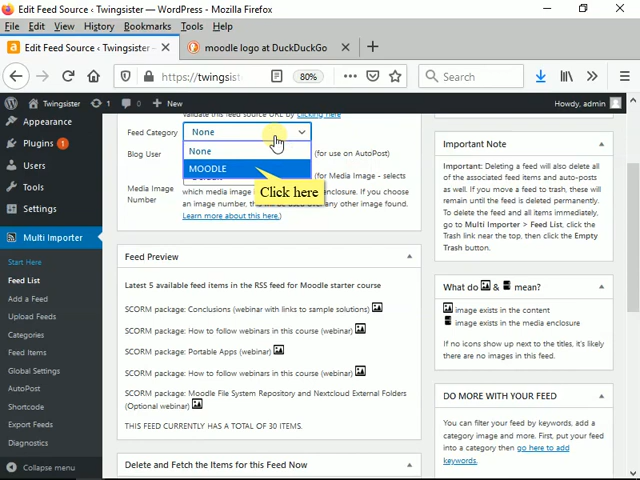 Edit Feed Source ‹ Twingsister — WordPress — Mozilla Firefox
File Edit View History Bookmarks Tools Help
Edit Feed Source ‹ Twingsister
moodle logo at DuckDuckGo
https://twingsist
80%
Search
Twingsister 1 0 New
Howdy, admin
Appearance
Plugins 1
Users
Tools
Settings
Multi Importer
Start Here
Feed List
Add a Feed
Upload Feeds
Categories
Feed Items
Global Settings
AutoPost
Shortcode
Export Feeds
Diagnostics
Collapse menu
validate this feed source URL by clicking here
Feed Category None
None
MOODLE
Click here
Blog User (for use on AutoPost)
Media Image Number
(for Media Image - selects
which media image enclosure. If you choose
an image number, this will be used over any other image found.
Learn more about this here.)
Feed Preview
Latest 5 available feed items in the RSS feed for Moodle starter course
SCORM package: Conclusions (webinar with links to sample solutions)
SCORM package: How to follow webinars in this course (webinar)
SCORM package: Portable Apps (webinar)
SCORM package: How to follow webinars in this course (webinar)
SCORM package: Moodle File System Repository and Nextcloud External Folders
(Optional webinar)
THIS FEED CURRENTLY HAS A TOTAL OF 30 ITEMS.
Delete and Fetch the Items for this Feed Now
Important Note
Important: Deleting a feed will also delete all
of the associated feed items and auto-posts
as well. If you move a feed to trash, these will
remain until the feed is deleted permanently.
To delete the feed and all items immediately,
go to Multi Importer > Feed List, click the
Trash link near the top, then click the Empty
Trash button.
What do & mean?
image exists in the content
image exists in the media enclosure
If no icons show up next to the titles, it's likely
there are no images in this feed.
DO MORE WITH YOUR FEED
You can filter your feed by keywords, add a
category image and more. First, put your feed
into a category then go here to add
keywords.